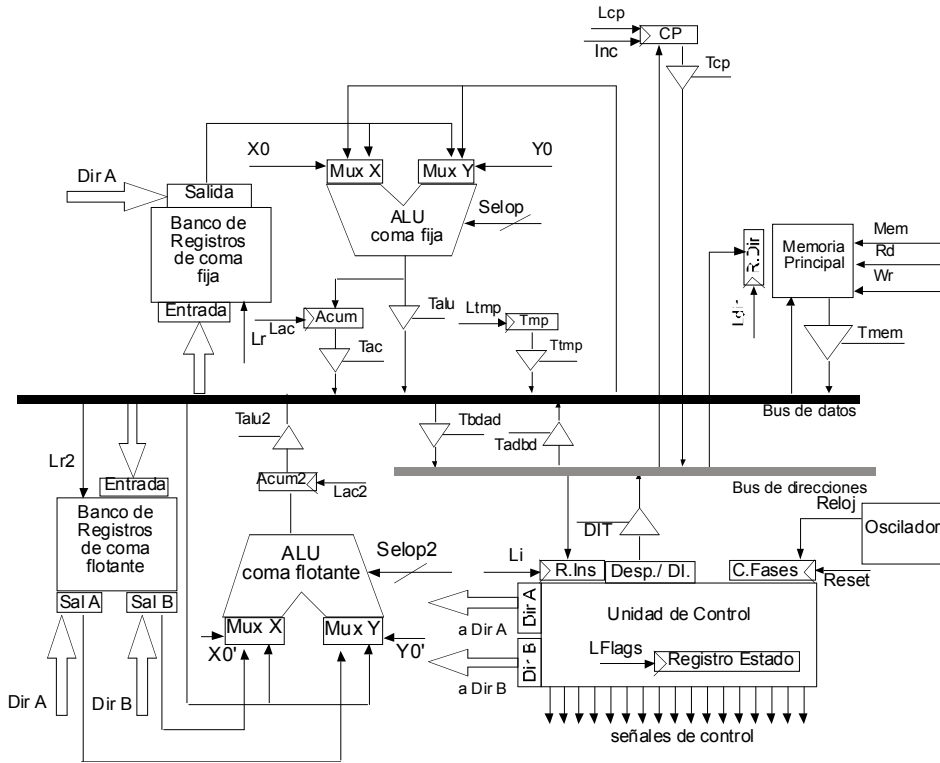 Lcp
CP
Inc
Tcp
X0
Y0
Mux X
Mux Y
Dir A
Salida
Banco de
Registros
de coma
fija
Entrada
ALU
coma fija
Selop
Mem
Rd
Wr
R.Dir
Memoria
Principal
Tmem
Lac
Acum
Talu
Ltmp
Tmp
Lr
Tac
Ttmp
Bus de datos
Talu2
Tbdad
Tadbd
Lr2
Entrada
Acum2
Lac2
Bus de direcciones
Reloj
Oscilador
Banco de
Registros
de coma
flotante
Sal A
Sal B
ALU
coma flotante
Selop2
DIT
Li
R.Ins
Desp./ DI.
C.Fases
Reset
Mux X
Mux Y
X0'
Y0'
Dir A
a Dir A
Dir B
a Dir B
Unidad de Control
LFlags
Registro Estado
Dir A
Dir B
señales de control